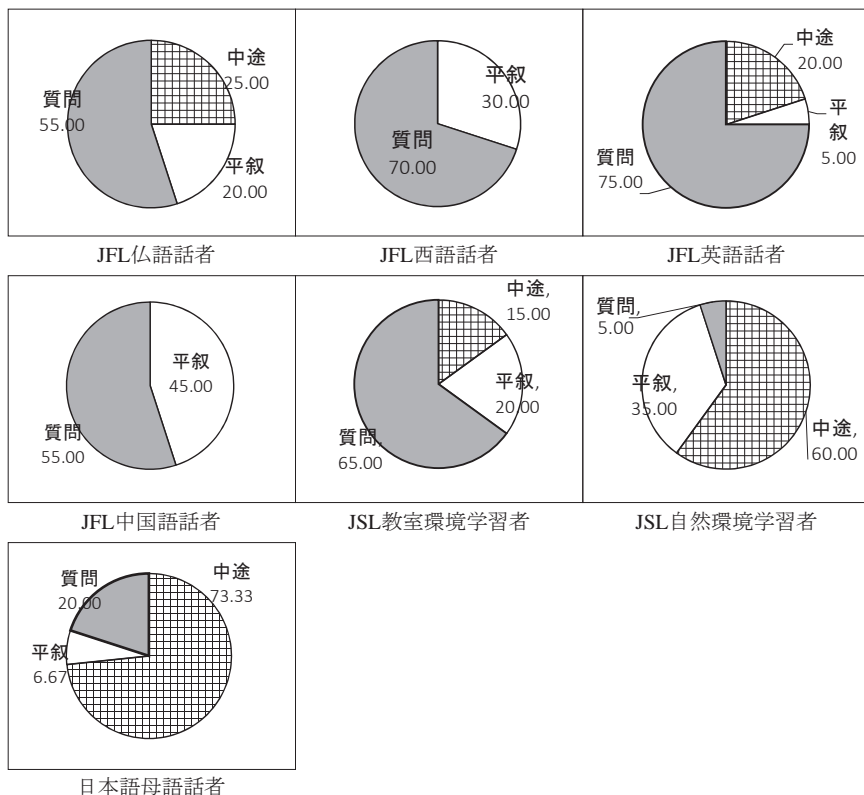 中途
25.00
質問
55.00
平叙
20.00
JFL仏語話者
平叙
30.00
質問
70.00
JFL西語話者
中途
20.00
平
叙
5.00
質問
75.00
JFL英語話者
平叙
45.00
質問
55.00
JFL中国語話者
中途,
15.00
平叙,
20.00
質問,
65.00
JSL教室環境学習者
質問,
5.00
平叙,
35.00
中途,
60.00
JSL自然環境学習者
質問
20.00
中途
73.33
平叙
6.67
日本語母語話者